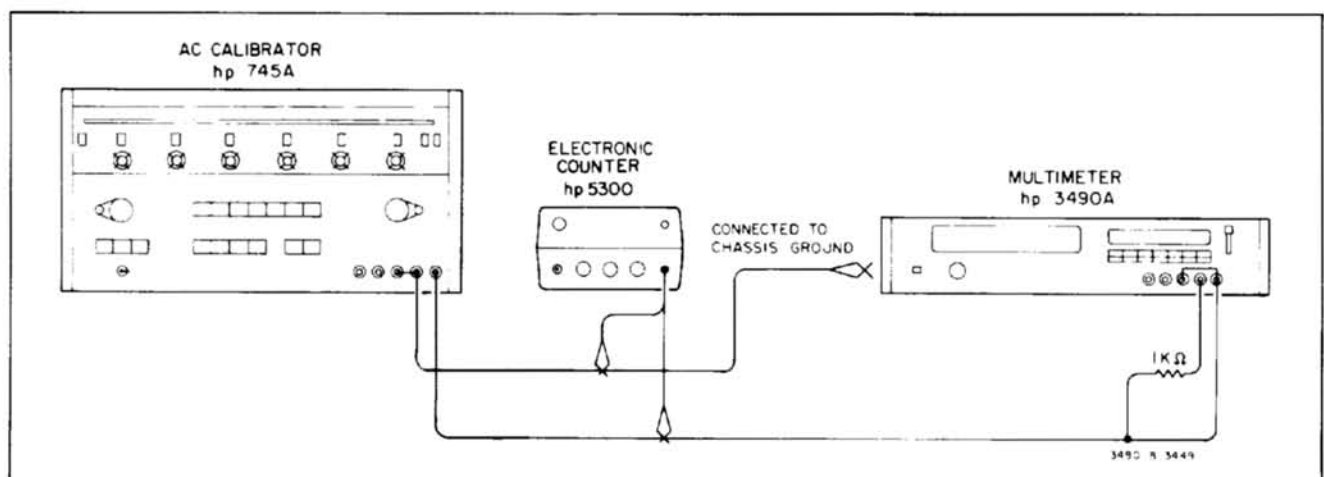 AC CALIBRATOR
hp 745A
ELECTRONIC
COUNTER
hp 5300
MULTIMETER
hp 3490A
CONNECTED TO
CHASSIS GROUND
1KΩ
3490 B 3449